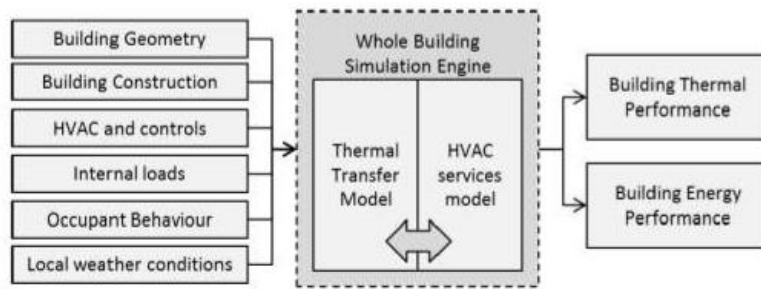 Building Geometry
Building Construction
HVAC and controls
Internal loads
Occupant Behaviour
Local weather conditions
Whole Building
Simulation Engine
Thermal
Transfer
Model
HVAC
services
model
Building Thermal
Performance
Building Energy
Performance